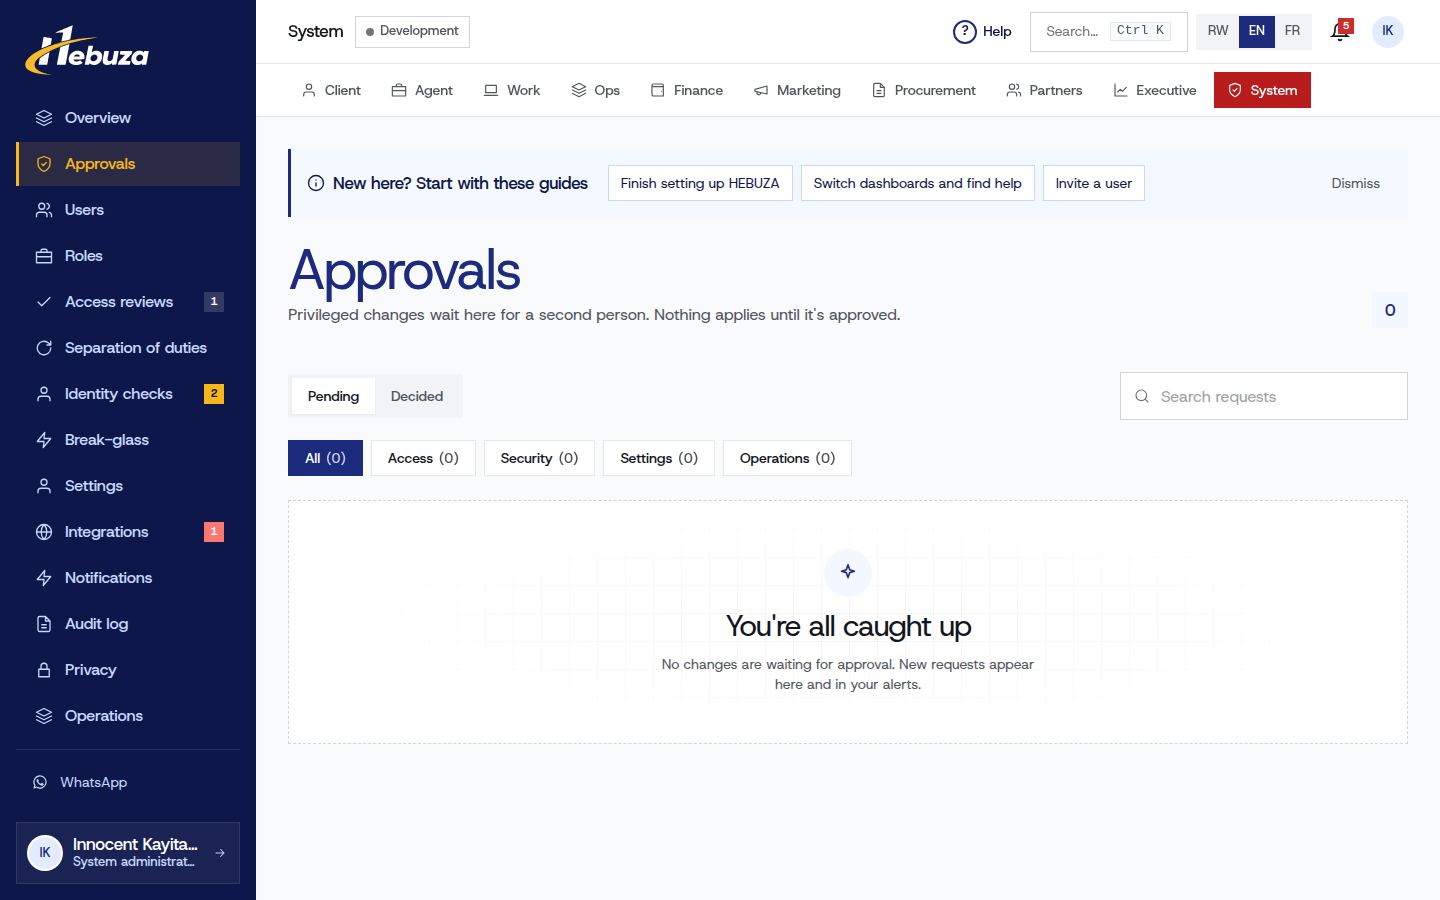 Hebuza
Overview
Approvals
Users
Roles
Access reviews 1
Separation of duties
Identity checks 2
Break-glass
Settings
Integrations 1
Notifications
Audit log
Privacy
Operations
WhatsApp
IK Innocent Kayita...
System administrat...
System Development
? Help Search... Ctrl K RW EN FR 5 IK
Client Agent Work Ops Finance Marketing Procurement Partners Executive System
New here? Start with these guides Finish setting up HEBUZA Switch dashboards and find help Invite a user Dismiss
Approvals
Privileged changes wait here for a second person. Nothing applies until it's approved. 0
Pending Decided Search requests
All (0) Access (0) Security (0) Settings (0) Operations (0)
You're all caught up
No changes are waiting for approval. New requests appear
here and in your alerts.